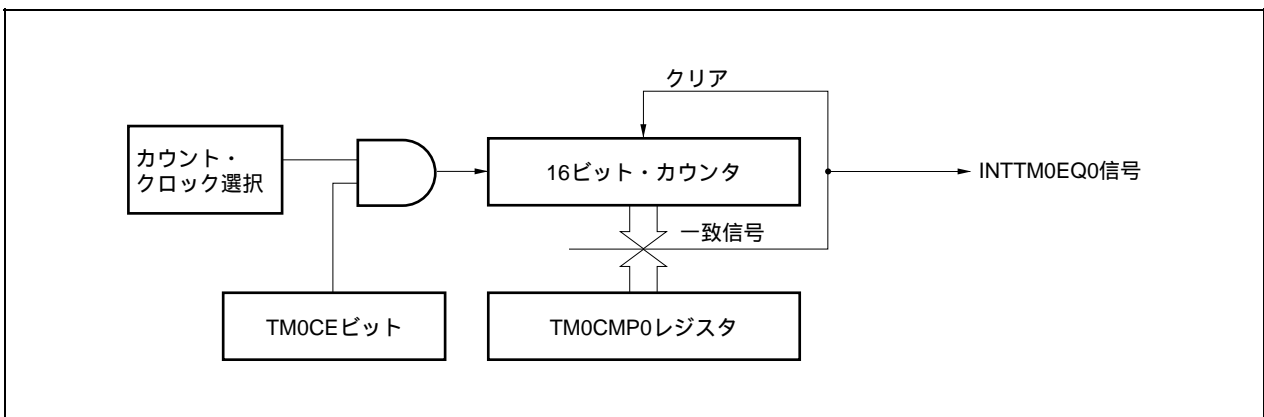 クリア
カウント・
クロック選択
16ビット・カウンタ
INTTM0EQ0信号
一致信号
TM0CEビット
TM0CMP0レジスタ